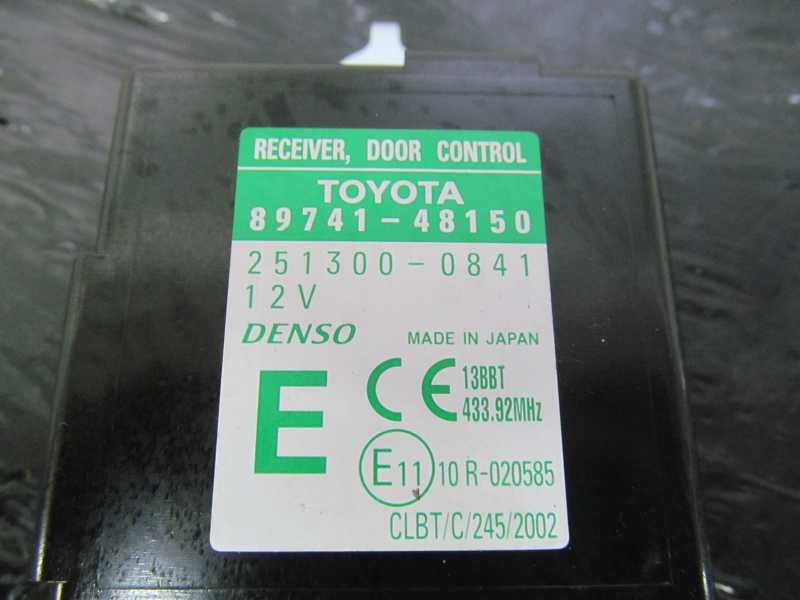 RECEIVER, DOOR CONTROL
TOYOTA
89741-48150
251300-0841
12V
DENSO MADE IN JAPAN
E CE 13BBT
433.92MHz
E11 10 R-020585
CLBT/C/245/2002